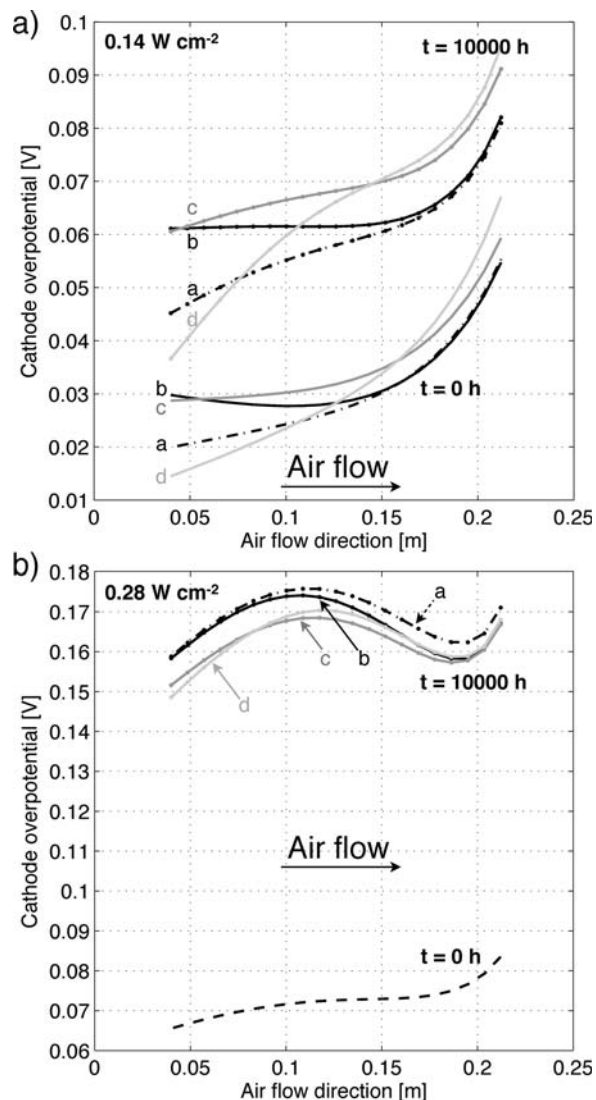 a)
0.14 W cm-2
t = 10000 h
0.1
0.09
0.08
0.07
0.06
0.05
0.04
0.03
0.02
0.01
Cathode overpotential [V]
c
b
a
d
b
c
a
d
t = 0 h
Air flow
0
0.05
0.1
0.15
0.2
0.25
Air flow direction [m]
b)
0.28 W cm-2
0.18
0.17
0.16
0.15
0.14
0.13
0.12
0.11
0.1
0.09
0.08
0.07
0.06
Cathode overpotential [V]
a
b
c
d
t = 10000 h
Air flow
t = 0 h
0
0.05
0.1
0.15
0.2
0.25
Air flow direction [m]